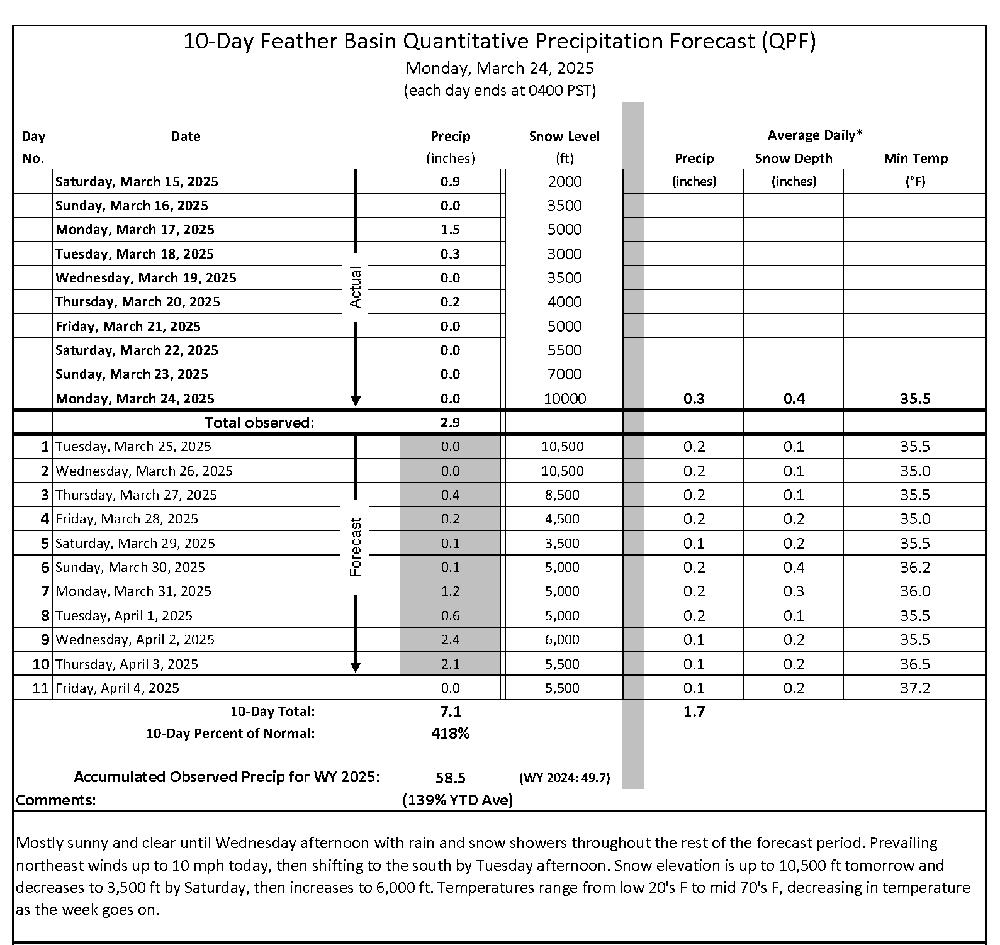 10-Day Feather Basin Quantitative Precipitation Forecast (QPF)
Monday, March 24, 2025
(each day ends at 0400 PST)
Average Daily*
Day Date Precip Snow Level
No. (inches) (ft) Precip Snow Depth Min Temp
Saturday, March 15, 2025 0.9 2000 (inches) (inches) (°F)
Sunday, March 16, 2025 0.0 3500
Monday, March 17, 2025 1.5 5000
Tuesday, March 18, 2025 0.3 3000
Wednesday, March 19, 2025 0.0 3500
Actual
Thursday, March 20, 2025 0.2 4000
Friday, March 21, 2025 0.0 5000
Saturday, March 22, 2025 0.0 5500
Sunday, March 23, 2025 0.0 7000
Monday, March 24, 2025 0.0 10000 0.3 0.4 35.5
Total observed: 2.9
1 Tuesday, March 25, 2025 0.0 10,500 0.2 0.1 35.5
2 Wednesday, March 26, 2025 0.0 10,500 0.2 0.1 35.0
3 Thursday, March 27, 2025 0.4 8,500 0.2 0.1 35.5
4 Friday, March 28, 2025 0.2 4,500 0.2 0.2 35.0
5 Saturday, March 29, 2025 0.1 3,500 0.1 0.2 35.5
Forecast
6 Sunday, March 30, 2025 0.1 5,000 0.2 0.4 36.2
7 Monday, March 31, 2025 1.2 5,000 0.2 0.3 36.0
8 Tuesday, April 1, 2025 0.6 5,000 0.2 0.1 35.5
9 Wednesday, April 2, 2025 2.4 6,000 0.1 0.2 35.5
10 Thursday, April 3, 2025 2.1 5,500 0.1 0.2 36.5
11 Friday, April 4, 2025 0.0 5,500 0.1 0.2 37.2
10-Day Total: 7.1 1.7
10-Day Percent of Normal: 418%
Accumulated Observed Precip for WY 2025: 58.5 (WY 2024: 49.7)
Comments: (139% YTD Ave)
Mostly sunny and clear until Wednesday afternoon with rain and snow showers throughout the rest of the forecast period. Prevailing
northeast winds up to 10 mph today, then shifting to the south by Tuesday afternoon. Snow elevation is up to 10,500 ft tomorrow and
decreases to 3,500 ft by Saturday, then increases to 6,000 ft. Temperatures range from low 20's F to mid 70's F, decreasing in temperature
as the week goes on.